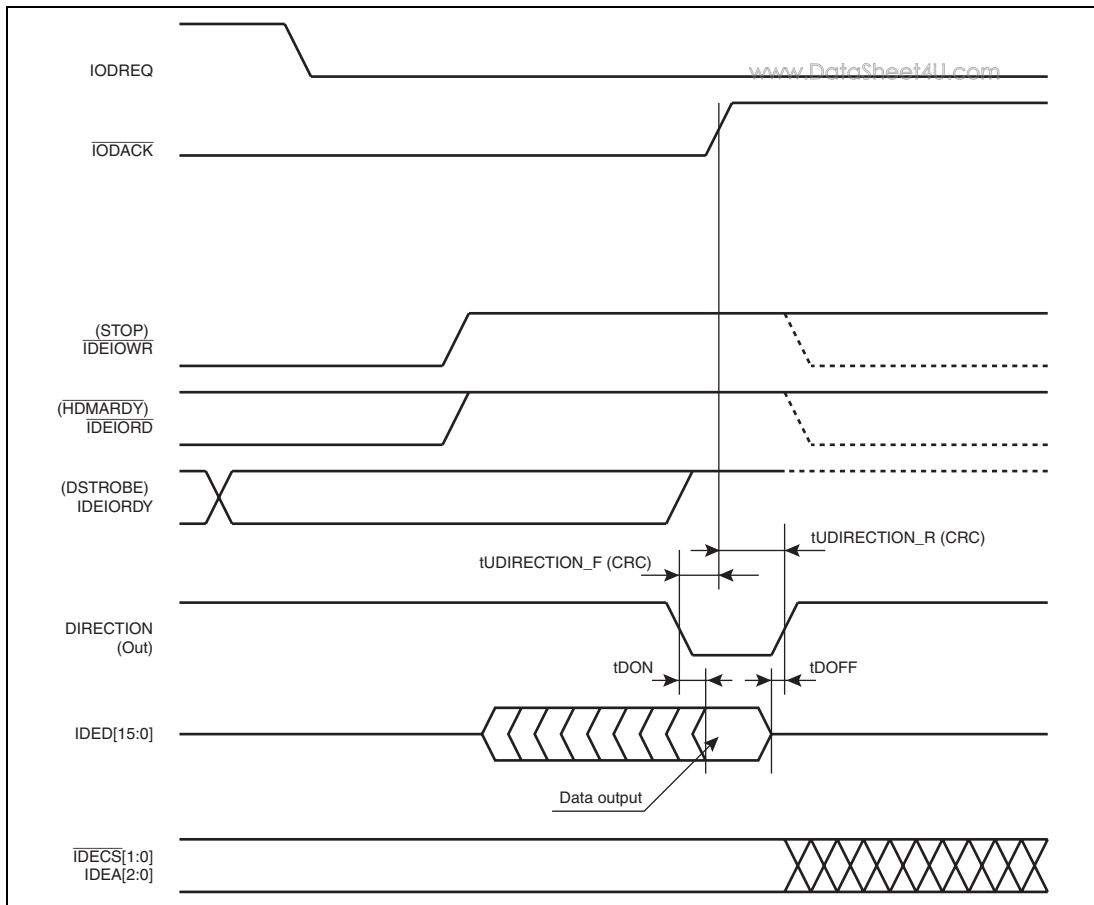 IODREQ
www.DataSheet4U.com
IODACK
(STOP)
IDEIOWR
(HDMARDY)
IDEIORD
(DSTROBE)
IDEIORDY
tUDIRECTION_R (CRC)
tUDIRECTION_F (CRC)
DIRECTION
(Out)
tDON
tDOFF
IDED[15:0]
Data output
IDECS[1:0]
IDEA[2:0]